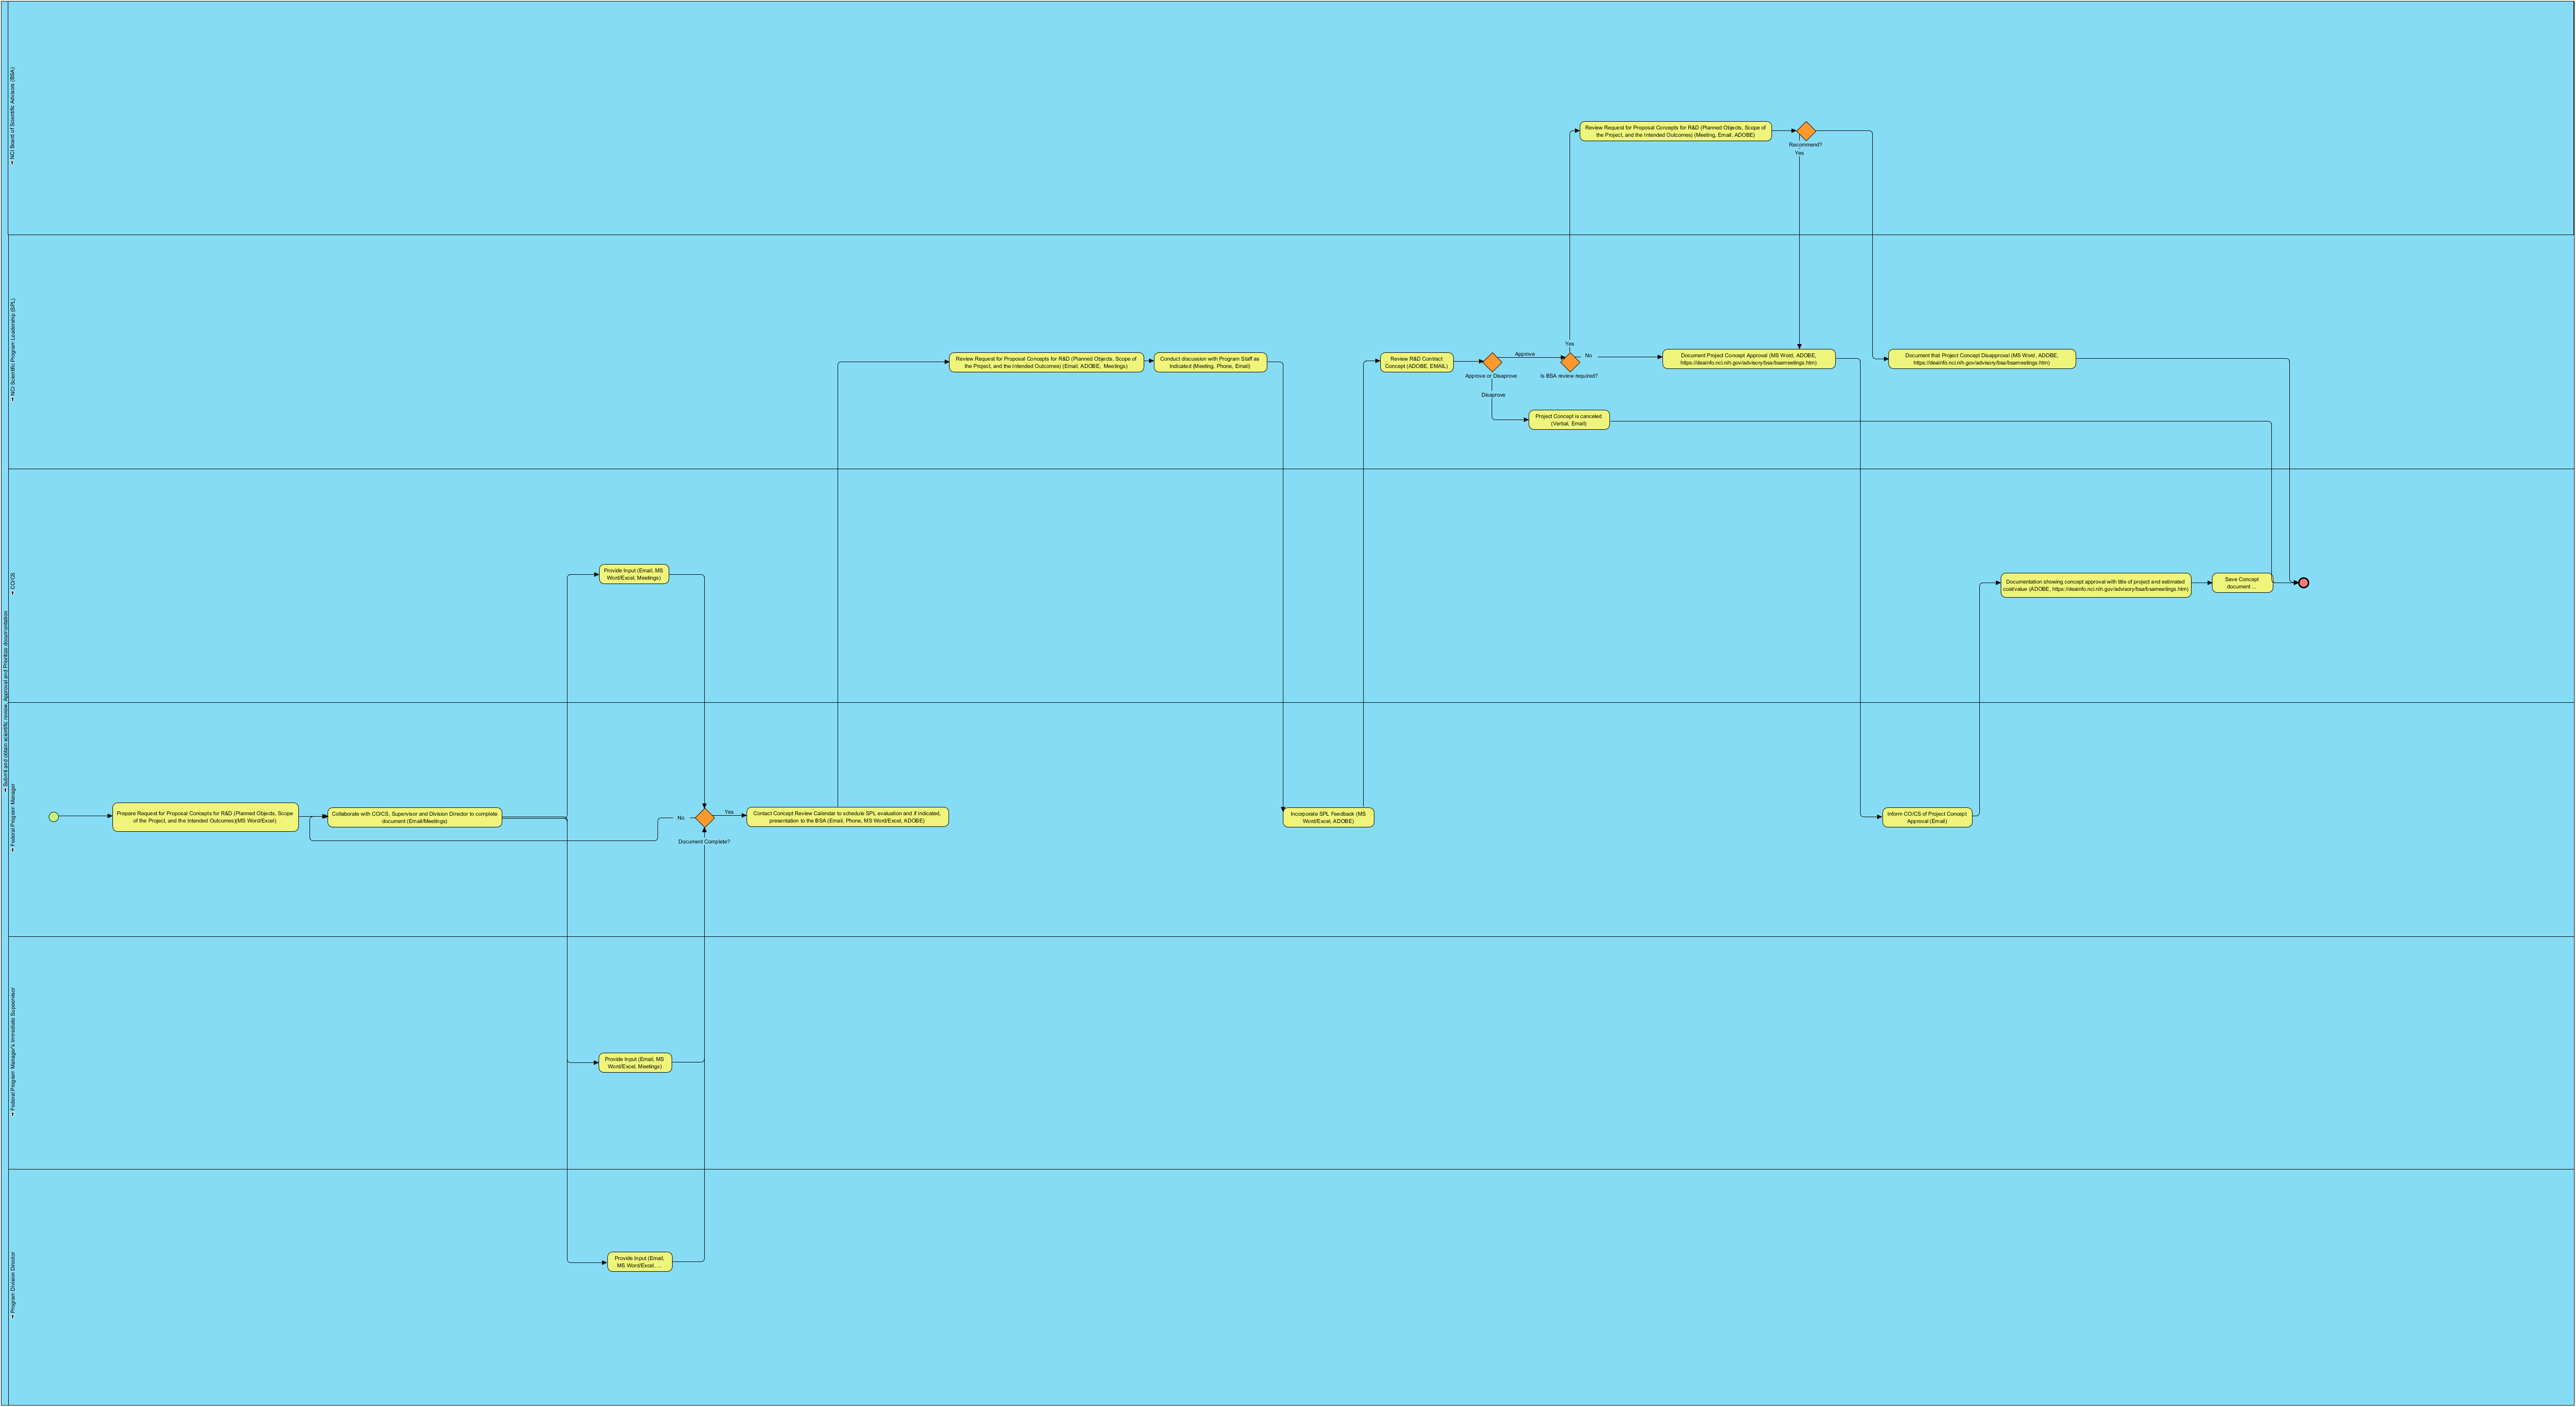 Submit and obtain scientific review, Approval and Prioritize documentation
NCI Board of Scientific Advisors (BSA)
Review Request for Proposal Concepts for R&D (Planned Objects, Scope of
the Project, and the Intended Outcomes) (Meeting, Email, ADOBE)
Recommend?
Yes
NCI Scientific Program Leadership (SPL)
Review Request for Proposal Concepts for R&D (Planned Objects, Scope of
the Project, and the Intended Outcomes) (Email, ADOBE, Meetings)
Conduct discussion with Program Staff as
Indicated (Meeting, Phone, Email)
Review R&D Contract
Concept (ADOBE, EMAIL)
Approve or Disaprove
Approve
Disaprove
Yes
Is BSA review required?
No
Document Project Concept Approval (MS Word, ADOBE,
https://deainfo.nci.nih.gov/advisory/bsa/bsameetings.htm)
Document that Project Concept Disapproval (MS Word, ADOBE,
https://deainfo.nci.nih.gov/advisory/bsa/bsameetings.htm)
Project Concept is canceled
(Verbal, Email)
CO/CS
Provide Input (Email, MS
Word/Excel, Meetings)
Documentation showing concept approval with title of project and estimated
cost/value (ADOBE, https://deainfo.nci.nih.gov/advisory/bsa/bsameetings.htm)
Save Concept
document ...
Federal Program Manager
Prepare Request for Proposal Concepts for R&D (Planned Objects, Scope
of the Project, and the Intended Outcomes)(MS Word/Excel)
Collaborate with CO/CS, Supervisor and Division Director to complete
document (Email/Meetings)
No
Yes
Document Complete?
Contact Concept Review Calendar to schedule SPL evaluation and if indicated,
presentation to the BSA (Email, Phone, MS Word/Excel, ADOBE)
Incorporate SPL Feedback (MS
Word/Excel, ADOBE)
Inform CO/CS of Project Concept
Approval (Email)
Federal Program Manager's Immediate Supervisor
Provide Input (Email, MS
Word/Excel, Meetings)
Program Division Director
Provide Input (Email,
MS Word/Excel, ...